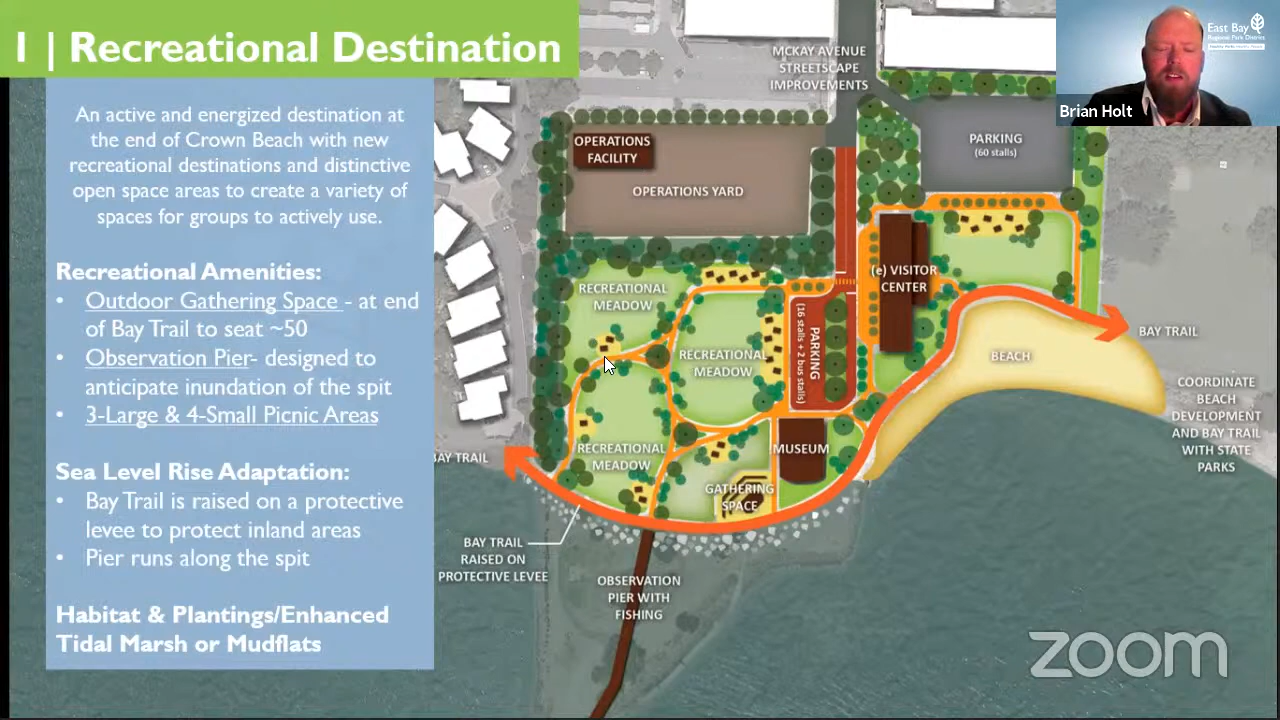 1 | Recreational Destination
An active and energized destination at
the end of Crown Beach with new
recreational destinations and distinctive
open space areas to create a variety of
spaces for groups to actively use.
Recreational Amenities:
• Outdoor Gathering Space - at end
of Bay Trail to seat ~50
• Observation Pier- designed to
anticipate inundation of the spit
• 3-Large & 4-Small Picnic Areas
Sea Level Rise Adaptation:
• Bay Trail is raised on a protective
levee to protect inland areas
• Pier runs along the spit
Habitat & Plantings/Enhanced
Tidal Marsh or Mudflats
MCKAY AVENUE
STREETSCAPE
IMPROVEMENTS
OPERATIONS
FACILITY
OPERATIONS YARD
PARKING
(60 stalls)
(e) VISITOR
CENTER
RECREATIONAL
MEADOW
RECREATIONAL
MEADOW
PARKING
(16 stalls + 2 bus stalls)
BAY TRAIL
BEACH
COORDINATE
BEACH
DEVELOPMENT
AND BAY TRAIL
WITH STATE
PARKS
RECREATIONAL
MEADOW
MUSEUM
BAY TRAIL
GATHERING
SPACE
BAY TRAIL
RAISED ON
PROTECTIVE LEVEE
OBSERVATION
PIER WITH
FISHING
East Bay
Regional Park District
Brian Holt
zoom